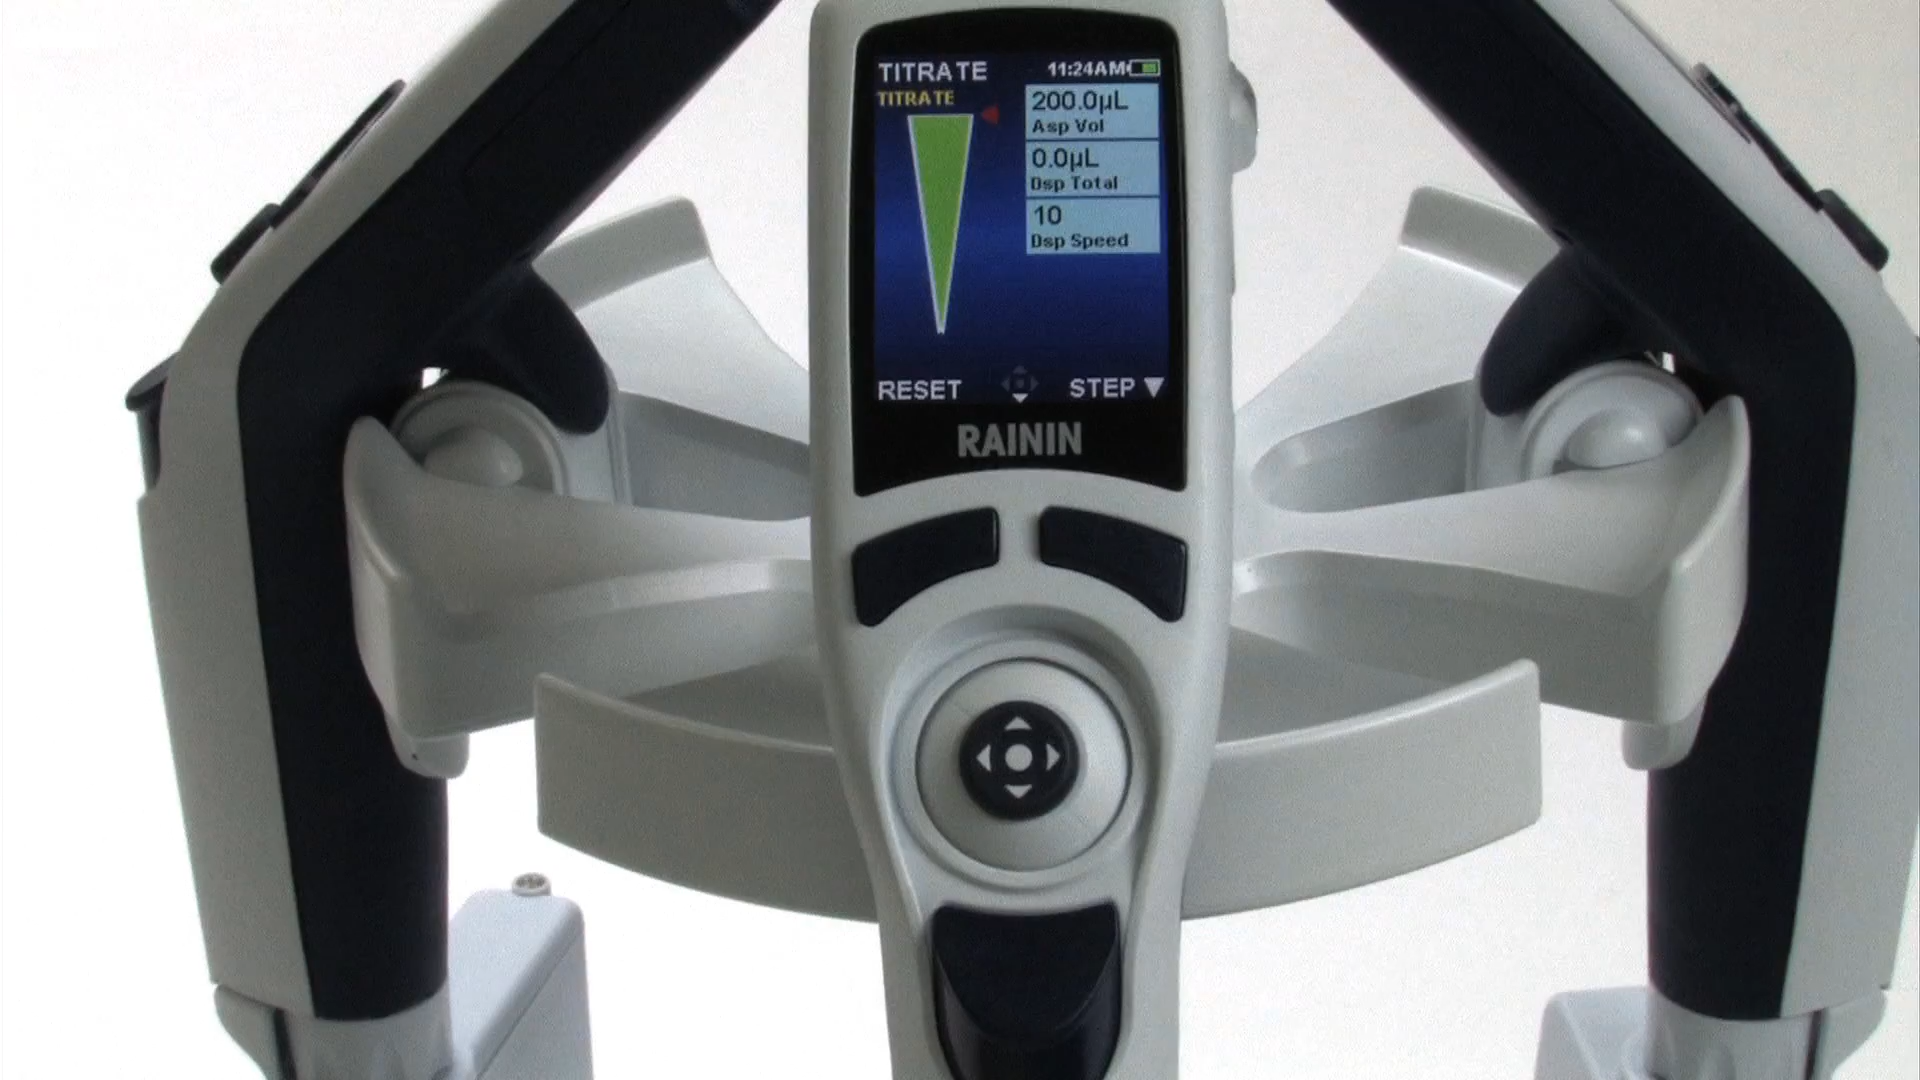 TITRATE 11:24AM
TITRATE
200.0µL
Asp Vol
0.0µL
Dsp Total
10
Dsp Speed
RESET STEP
RAININ